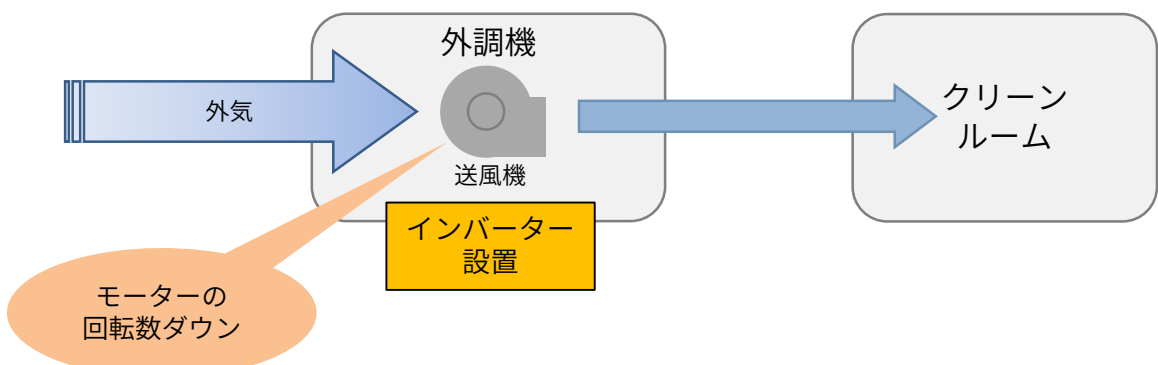 外調機
外気
送風機
クリーン
ルーム
インバーター
設置
モーターの
回転数ダウン